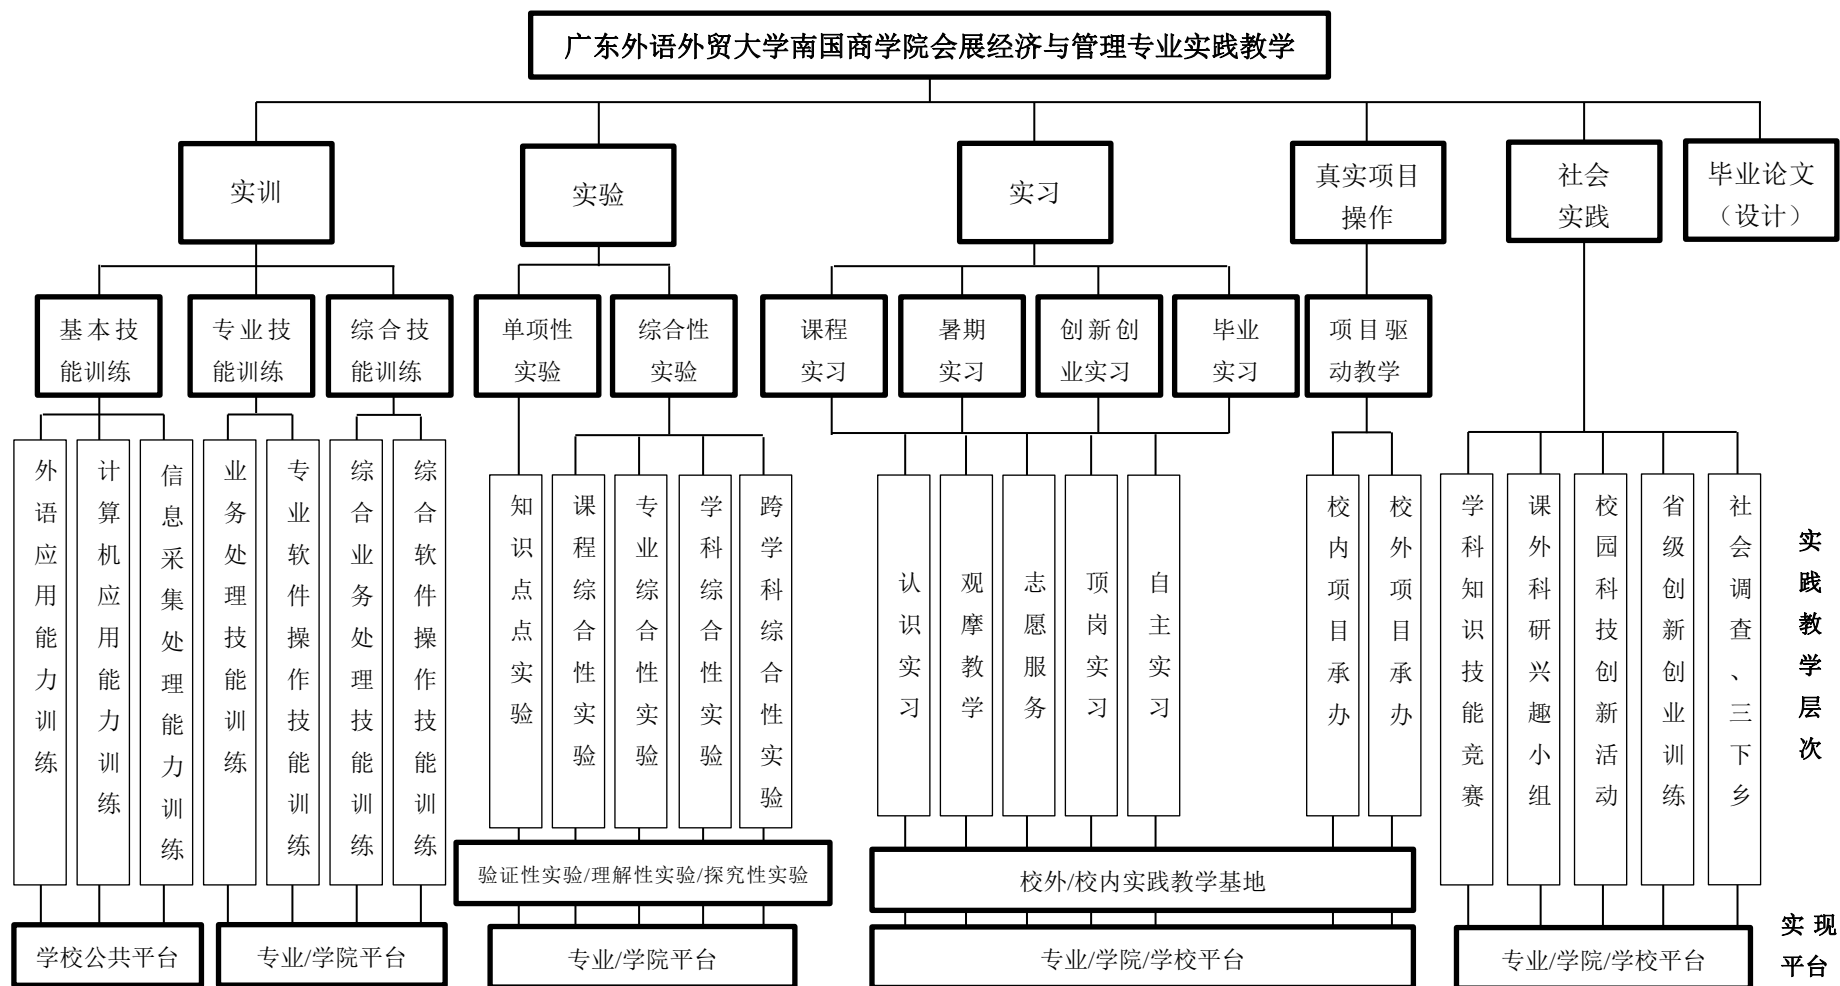 广东外语外贸大学南国商学院会展经济与管理专业实践教学
实训
实验
实习
真实项目
操作
社会
实践
毕业论文
（设计）
基本技
能训练
专业技
能训练
综合技
能训练
单项性
实验
综合性
实验
课程
实习
暑期
实习
创新创
业实习
毕业
实习
项目驱
动教学
外语应用能力训练
计算机应用能力训练
信息采集处理能力训练
业务处理技能训练
专业软件操作技能训练
综合业务处理技能训练
综合软件操作技能训练
知识点点实验
课程综合性实验
专业综合性实验
学科综合性实验
跨学科综合性实验
认识实习
观摩教学
志愿服务
顶岗实习
自主实习
校内项目承办
校外项目承办
学科知识技能竞赛
课外科研兴趣小组
校园科技创新活动
省级创新创业训练
社会调查、三下乡
实践教学层次
验证性实验/理解性实验/探究性实验
校外/校内实践教学基地
学校公共平台
专业/学院平台
专业/学院平台
专业/学院/学校平台
专业/学院/学校平台
实现
平台